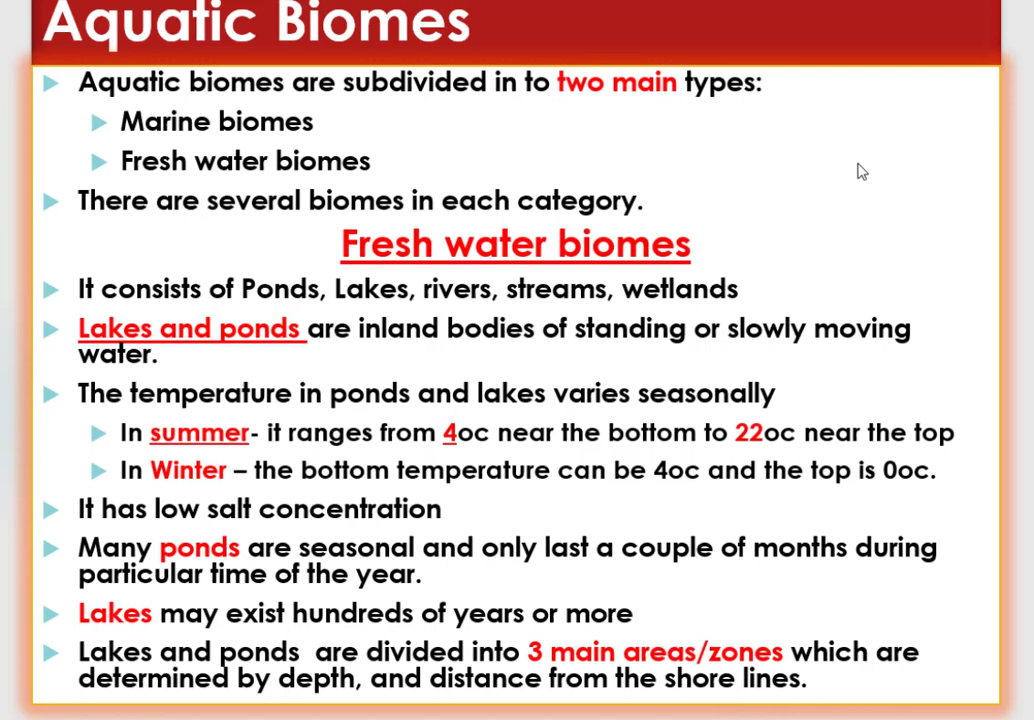 Aquatic Biomes
Aquatic biomes are subdivided in to two main types:
Marine biomes
Fresh water biomes
There are several biomes in each category.
Fresh water biomes
It consists of Ponds, Lakes, rivers, streams, wetlands
Lakes and ponds are inland bodies of standing or slowly moving
water.
The temperature in ponds and lakes varies seasonally
In summer- it ranges from 4oc near the bottom to 22oc near the top
In Winter – the bottom temperature can be 4oc and the top is 0oc.
It has low salt concentration
Many ponds are seasonal and only last a couple of months during
particular time of the year.
Lakes may exist hundreds of years or more
Lakes and ponds  are divided into 3 main areas/zones which are
determined by depth, and distance from the shore lines.